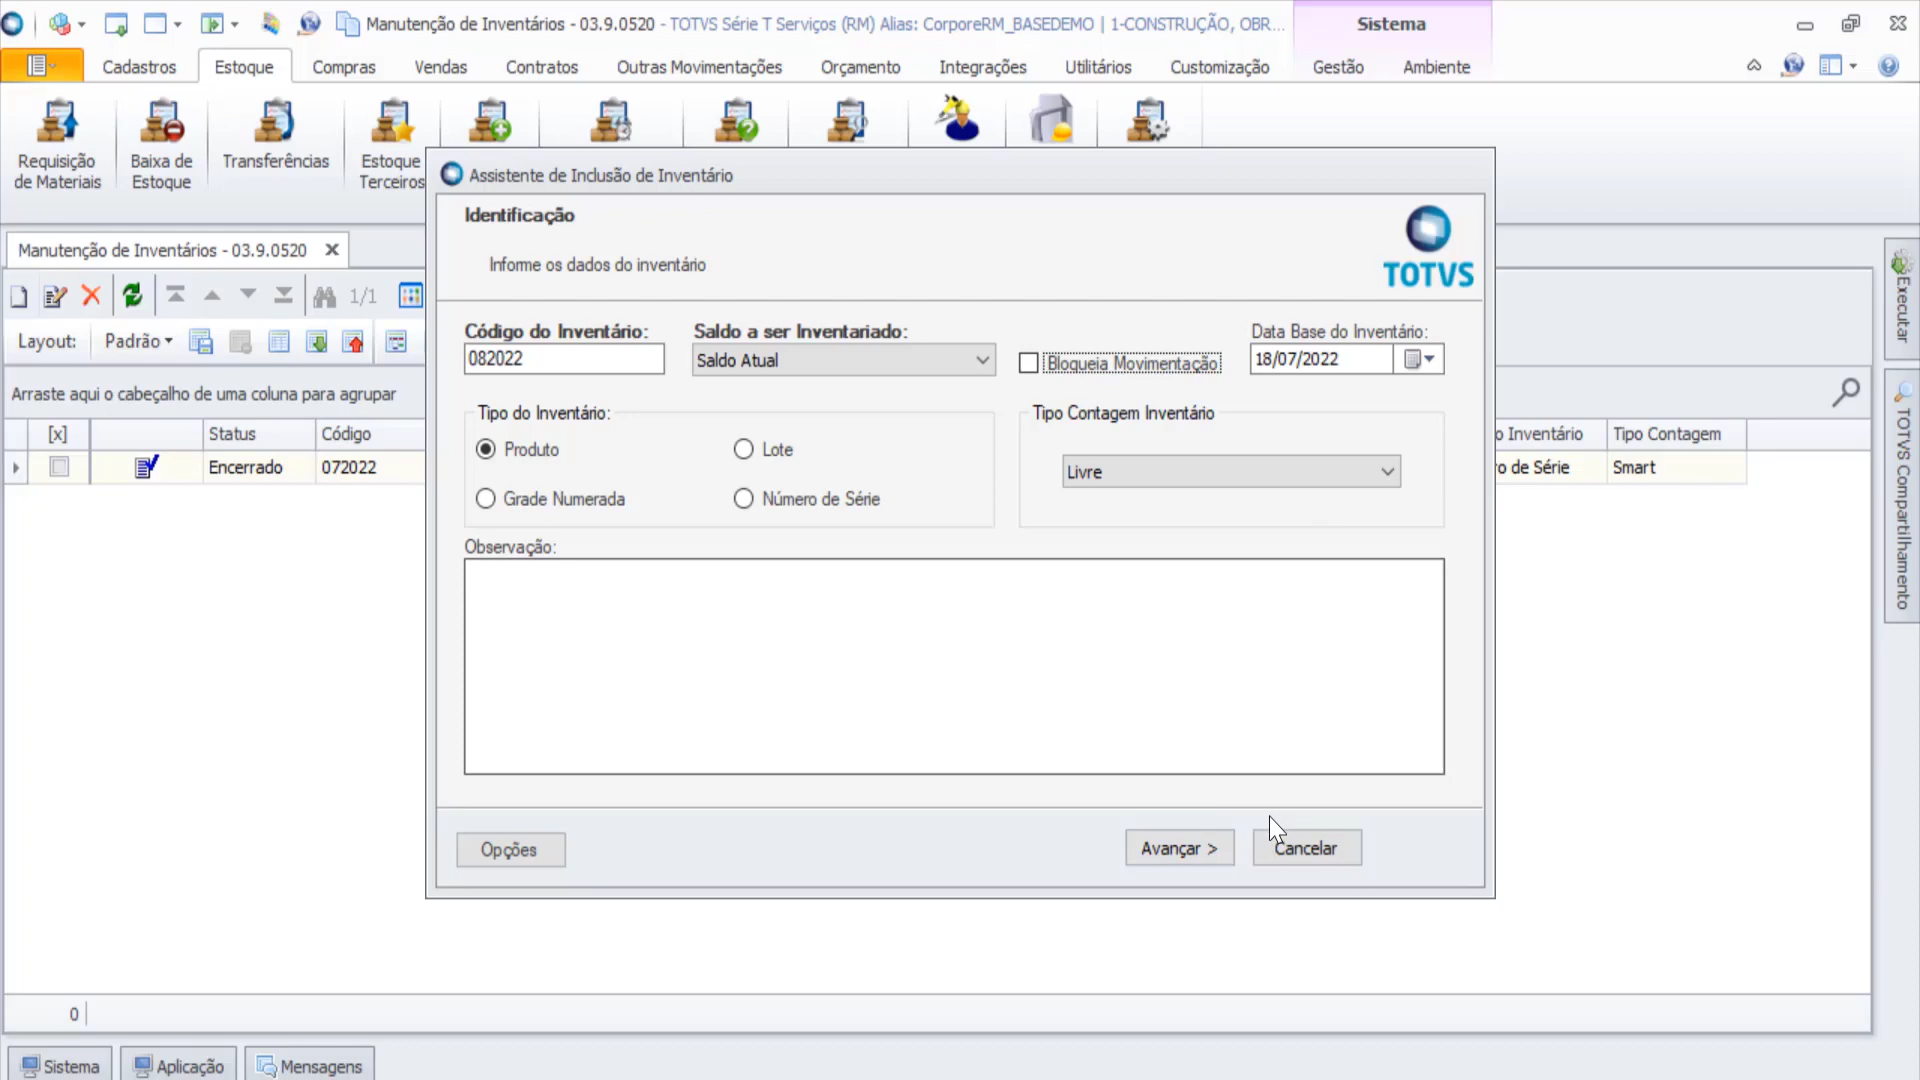 Manutenção de Inventários - 03.9.0520 - TOTVS Série T Serviços (RM) Alias: CorporeRM_BASEDEMO | 1-CONSTRUÇÃO, OBR...
Sistema
Cadastros
Estoque
Compras
Vendas
Contratos
Outras Movimentações
Orçamento
Integrações
Utilitários
Customização
Gestão
Ambiente
Requisição
de Materiais
Baixa de
Estoque
Transferências
Estoque
Terceiros
Assistente de Inclusão de Inventário
Identificação
Informe os dados do inventário
TOTVS
Manutenção de Inventários - 03.9.0520
1/1
Layout: Padrão
Arraste aqui o cabeçalho de uma coluna para agrupar
[x] Status Código
o Inventário Tipo Contagem
Encerrado 072022
ro de Série Smart
Código do Inventário: Saldo a ser Inventariado: Data Base do Inventário:
082022 Saldo Atual Bloqueia Movimentação 18/07/2022
Tipo do Inventário: Tipo Contagem Inventário
Produto Lote
Livre
Grade Numerada Número de Série
Observação:
Opções Avançar > Cancelar
Executar
TOTVS Compartilhamento
0
Sistema Aplicação Mensagens